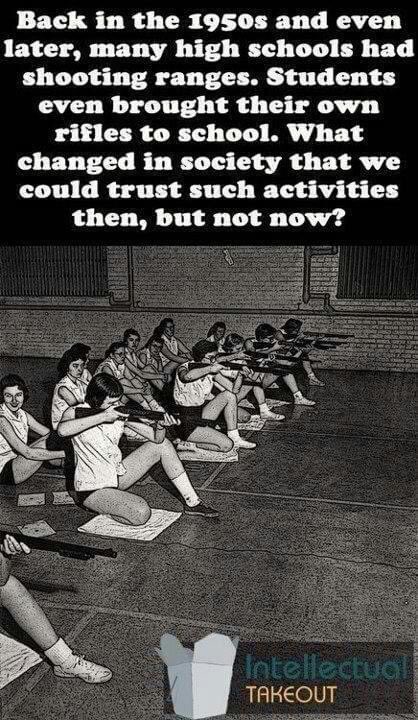 Back in the 1950s and even
later, many high schools had
shooting ranges. Students
even brought their own
rifles to school. What
changed in society that we
could trust such activities
then, but not now?
Intellectual
TAKEOUT